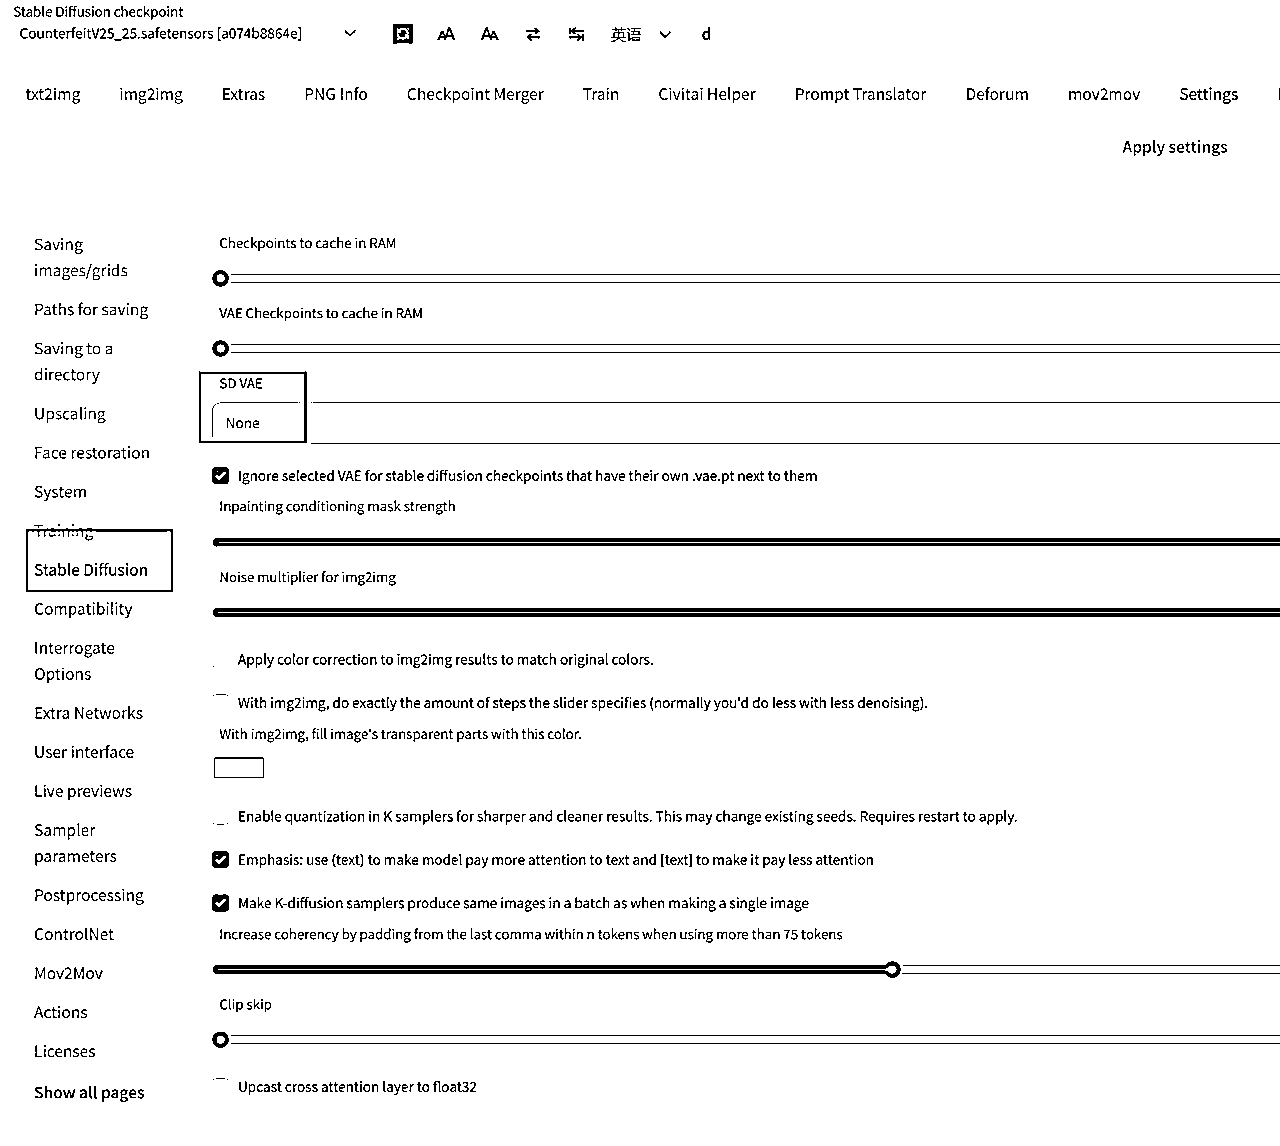 Stable Diffusion checkpoint
CounterfeitV25_25.safetensors [a074b8864e]
英语
d
txt2img img2img Extras PNG Info Checkpoint Merger Train Civitai Helper Prompt Translator Deforum mov2mov Settings
Apply settings
Saving
images/grids
Paths for saving
Saving to a
directory
Upscaling
Face restoration
System
Training
Stable Diffusion
Compatibility
Interrogate
Options
Extra Networks
User interface
Live previews
Sampler
parameters
Postprocessing
ControlNet
Mov2Mov
Actions
Licenses
Show all pages
Checkpoints to cache in RAM
VAE Checkpoints to cache in RAM
SD VAE
None
Ignore selected VAE for stable diffusion checkpoints that have their own .vae.pt next to them
Inpainting conditioning mask strength
Noise multiplier for img2img
Apply color correction to img2img results to match original colors.
With img2img, do exactly the amount of steps the slider specifies (normally you'd do less with less denoising).
With img2img, fill image's transparent parts with this color.
Enable quantization in K samplers for sharper and cleaner results. This may change existing seeds. Requires restart to apply.
Emphasis: use (text) to make model pay more attention to text and [text] to make it pay less attention
Make K-diffusion samplers produce same images in a batch as when making a single image
Increase coherency by padding from the last comma within n tokens when using more than 75 tokens
Clip skip
Upcast cross attention layer to float32